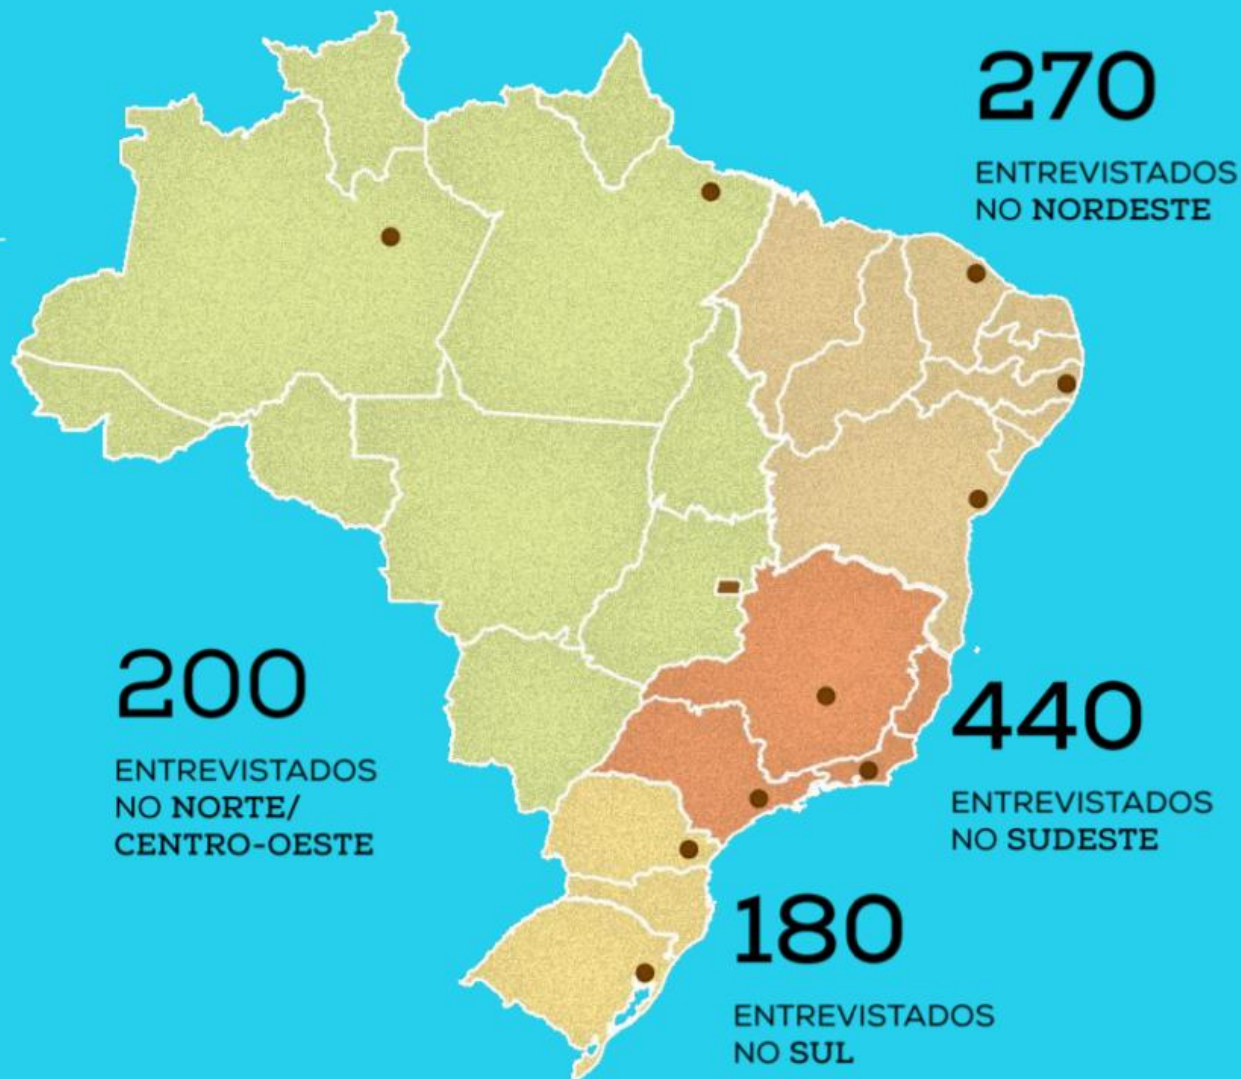 270
ENTREVISTADOS
NO NORDESTE
200
ENTREVISTADOS
NO NORTE/
CENTRO-OESTE
440
ENTREVISTADOS
NO SUDESTE
180
ENTREVISTADOS
NO SUL